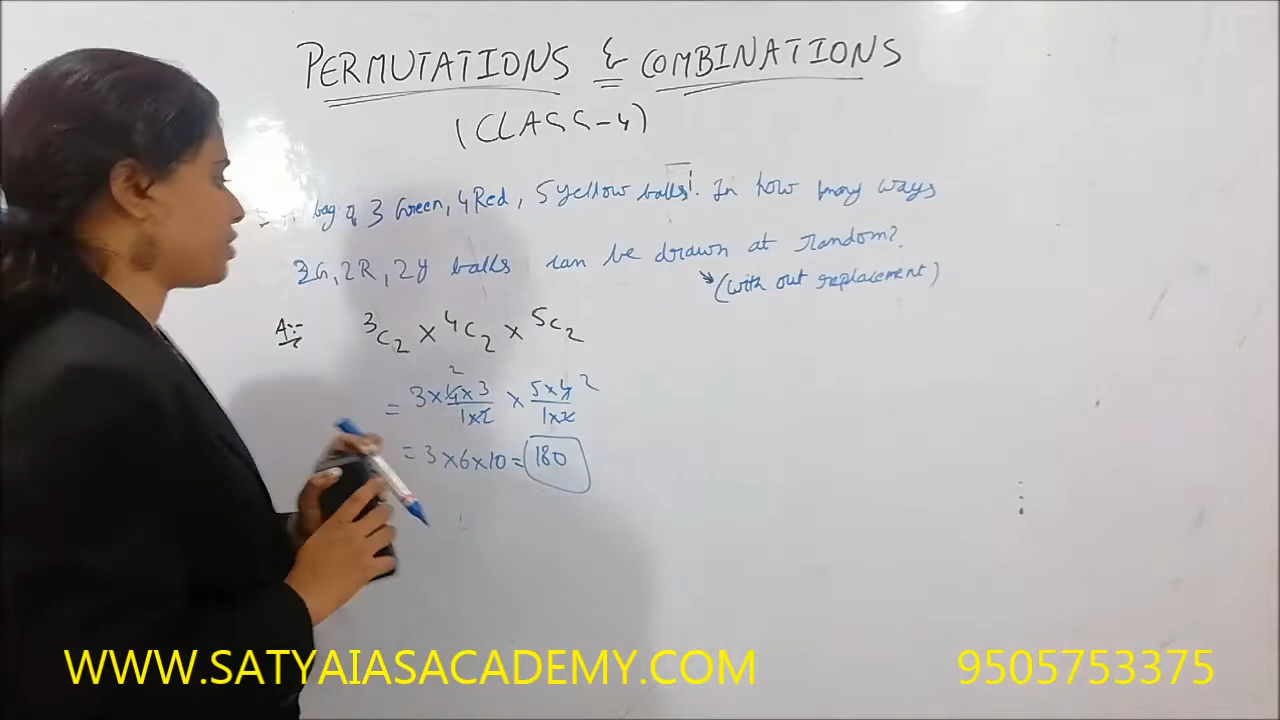 PERMUTATIONS & COMBINATIONS
(CLASS-4)
bag of 3 Green, 4 Red, 5 yellow balls. In how many ways
2G, 2R, 2y balls can be drawn at random?
(with out replacement)
A:- ³C₂ × ⁴C₂ × ⁵C₂
= 3 × 4×3/1×2 × 5×4/1×2 2 2
= 3×6×10 = 180
WWW.SATYAIASACADEMY.COM 9505753375